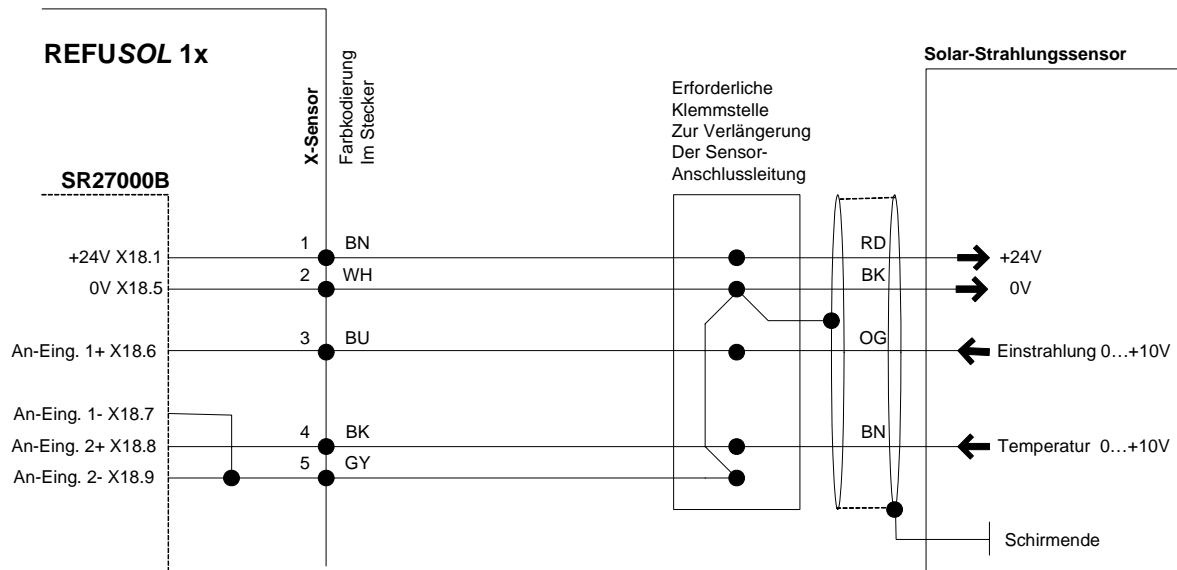 REFUSOL 1x
X-Sensor
Farbkodierung
Im Stecker
Erforderliche
Klemmstelle
Zur Verlängerung
Der Sensor-
Anschlussleitung
Solar-Strahlungssensor
SR27000B
+24V X18.1
1
BN
RD
+24V
0V X18.5
2
WH
BK
0V
An-Eing. 1+ X18.6
3
BU
OG
Einstrahlung 0…+10V
An-Eing. 1- X18.7
An-Eing. 2+ X18.8
4
BK
BN
Temperatur 0…+10V
An-Eing. 2- X18.9
5
GY
Schirmende